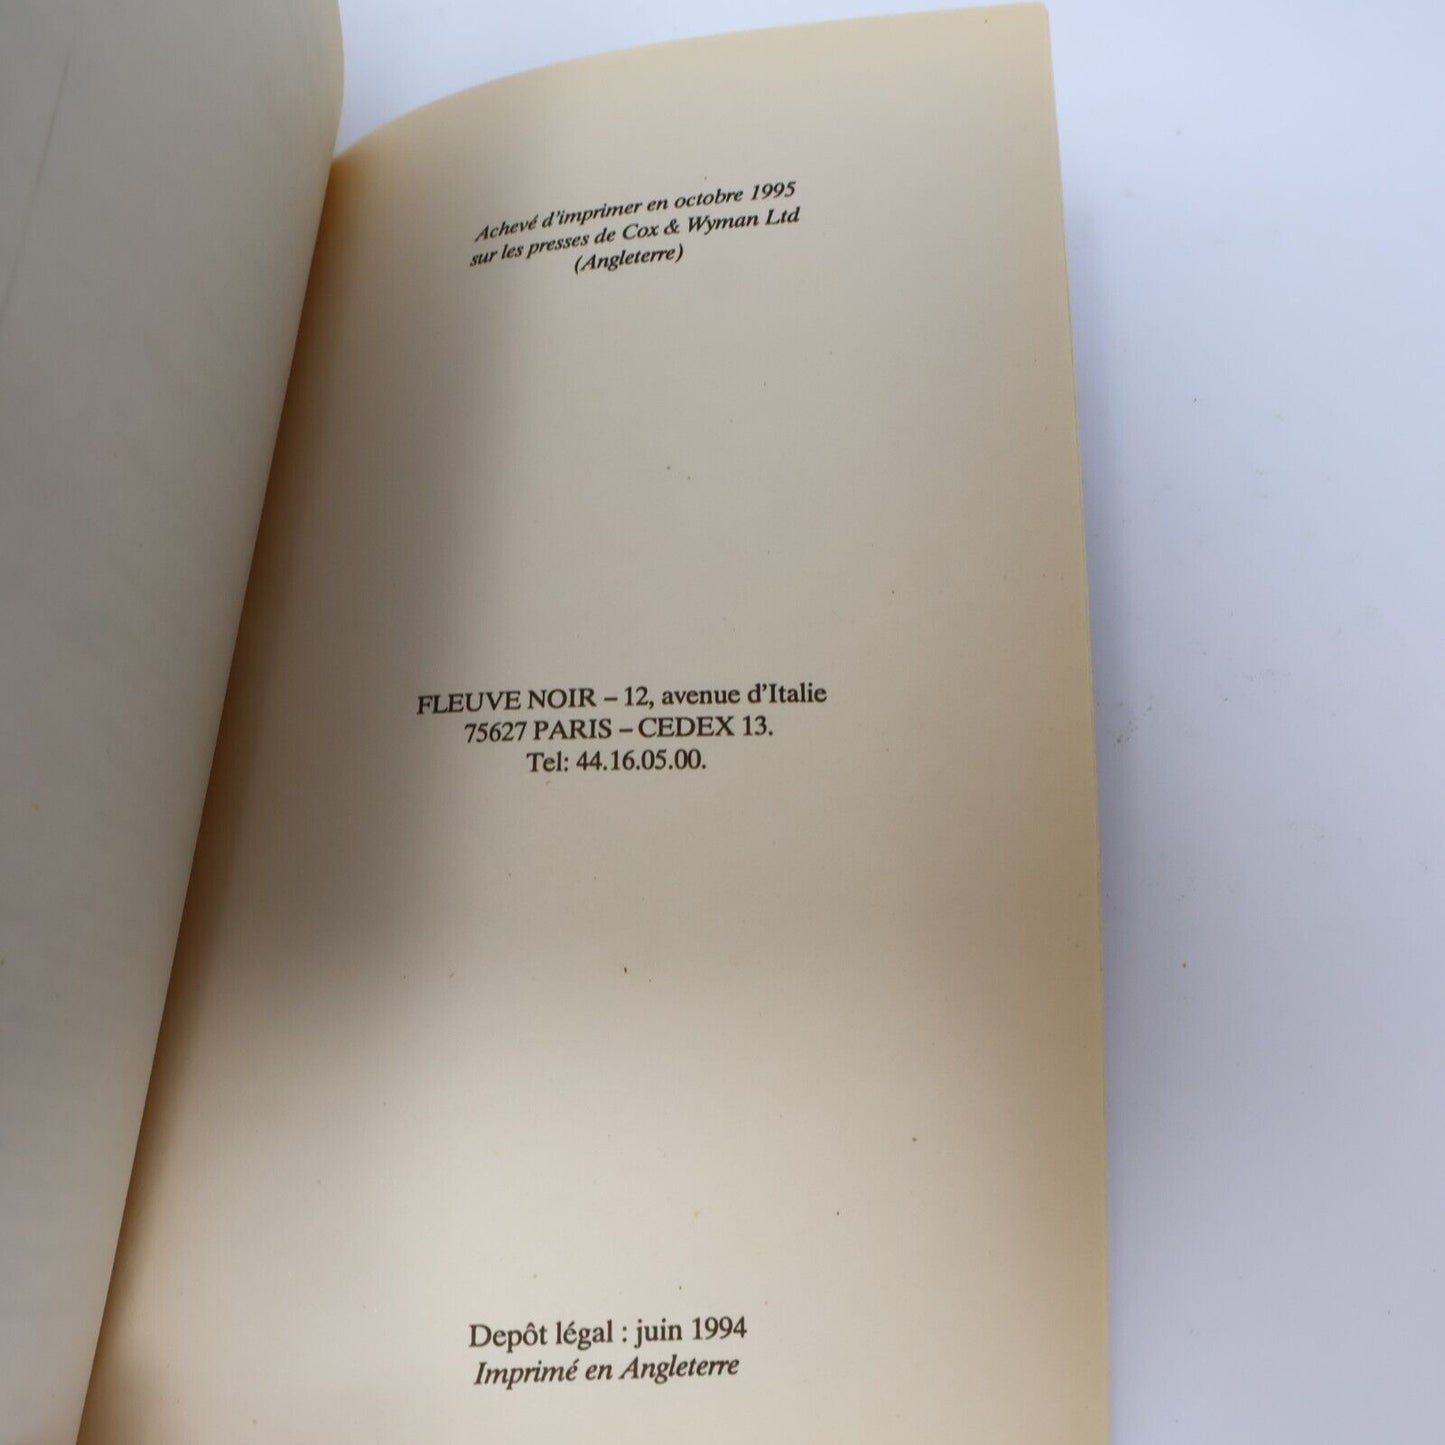 Achevé d'imprimer en octobre 1995
sur les presses de Cox & Wyman Ltd
(Angleterre)
FLEUVE NOIR – 12, avenue d'Italie
75627 PARIS – CEDEX 13.
Tel: 44.16.05.00.
Depôt légal : juin 1994
Imprimé en Angleterre